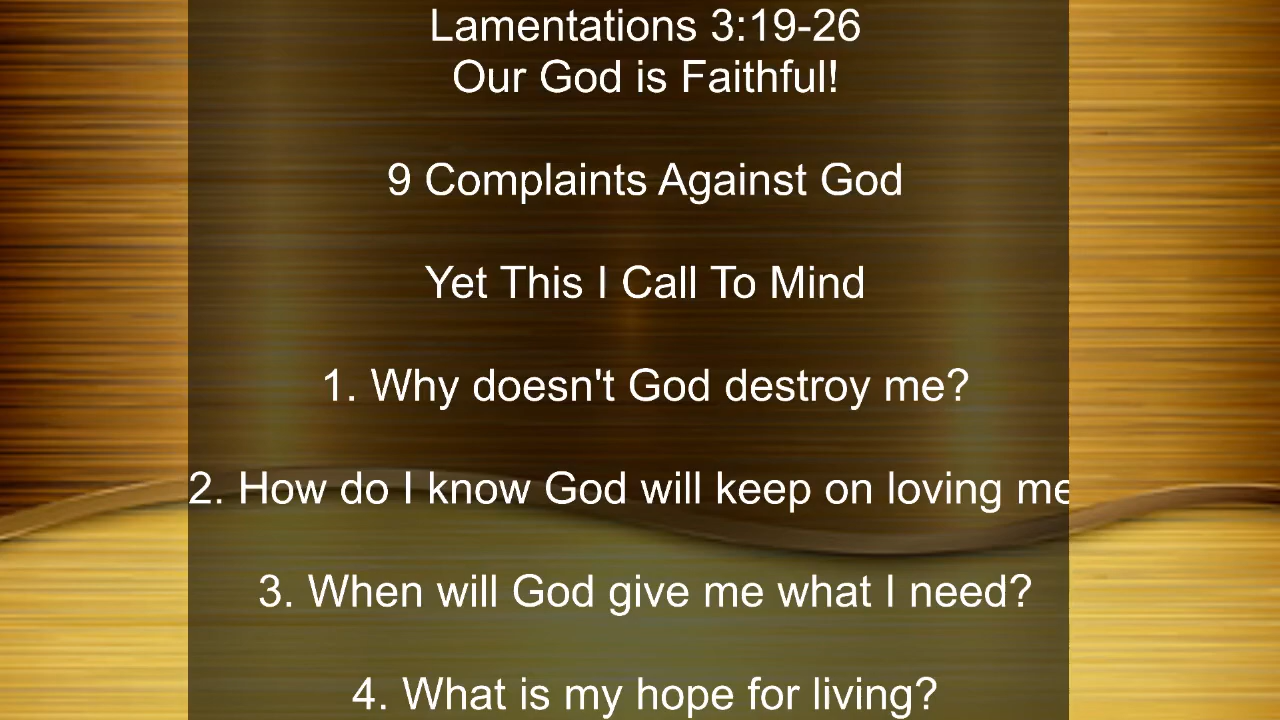 Lamentations 3:19-26
Our God is Faithful!
9 Complaints Against God
Yet This I Call To Mind
1. Why doesn't God destroy me?
2. How do I know God will keep on loving me
3. When will God give me what I need?
4. What is my hope for living?